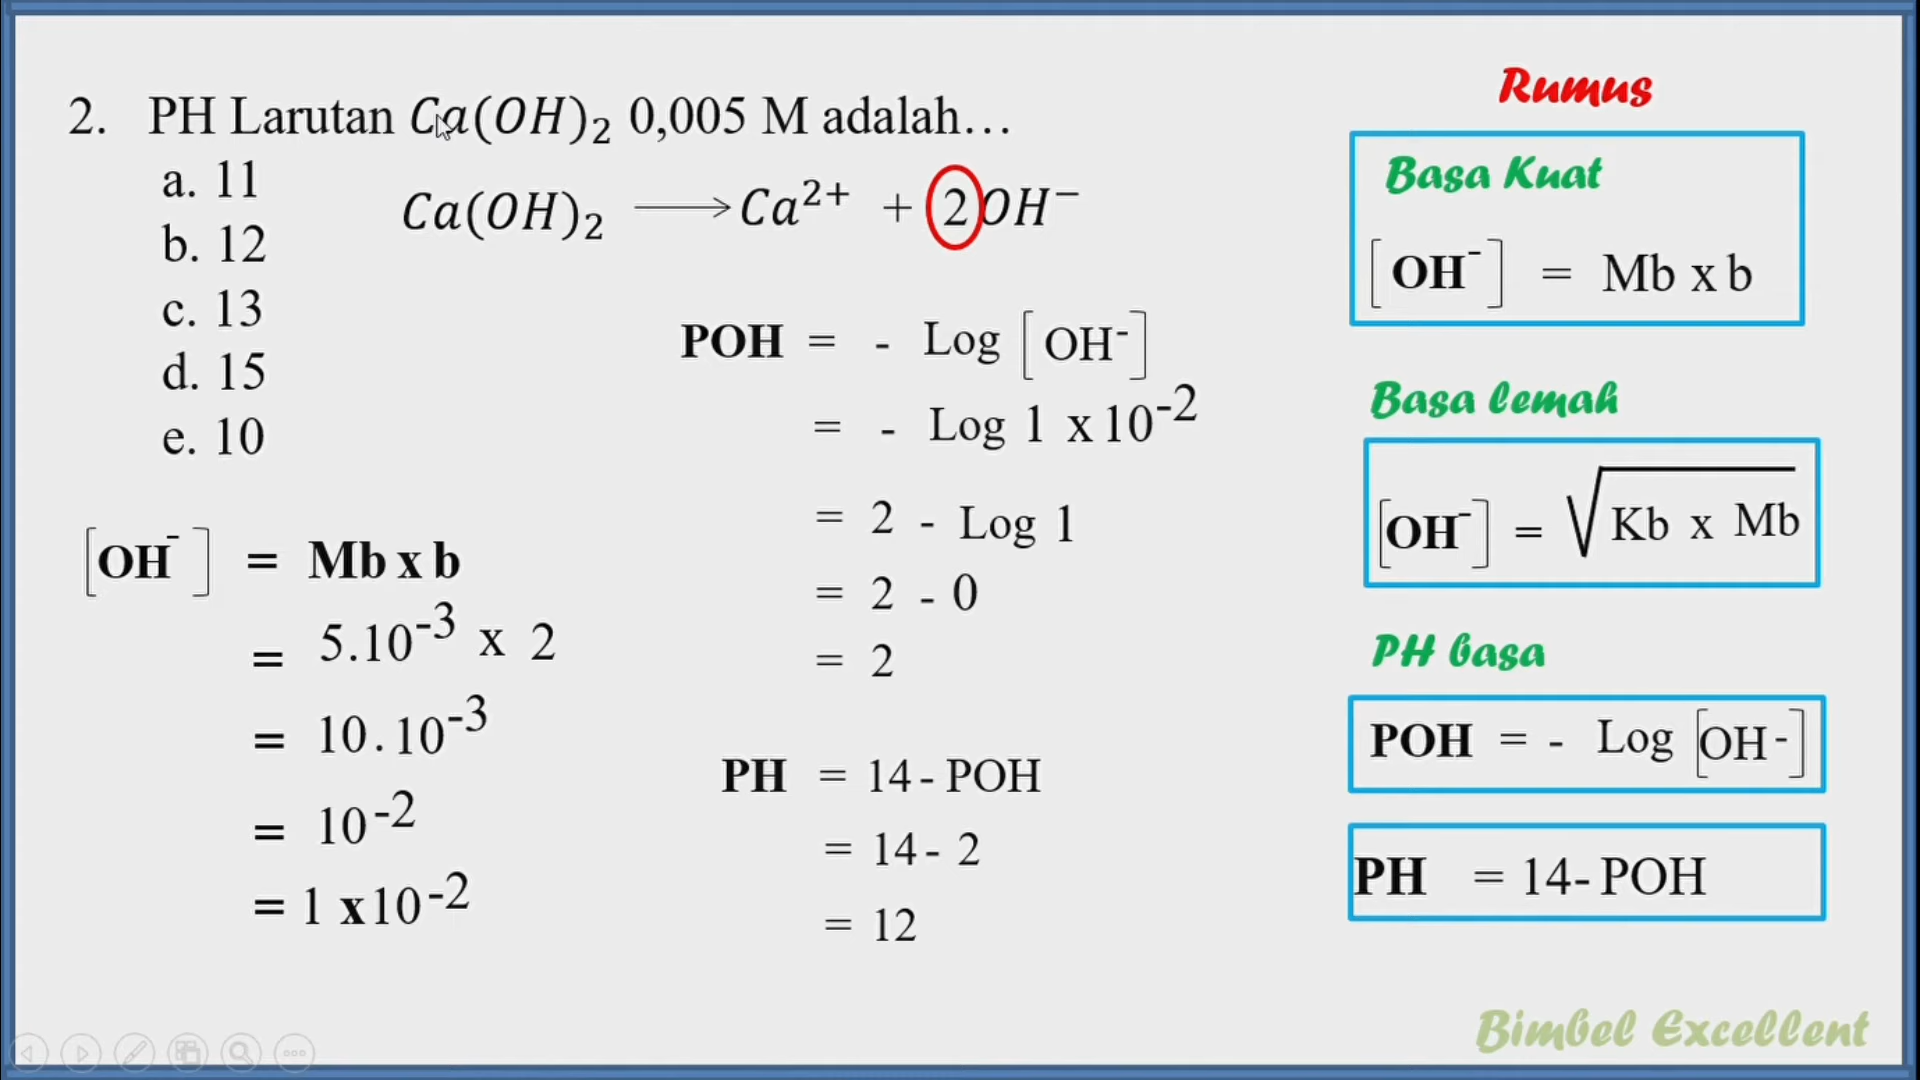 2. PH Larutan Ca(OH)₂ 0,005 M adalah...
a. 11
b. 12
c. 13
d. 15
e. 10
Ca(OH)₂ ⟶ Ca²⁺ + 2OH⁻
[OH⁻] = Mb x b
= 5.10⁻³ x 2
= 10.10⁻³
= 10⁻²
= 1 x 10⁻²
POH = - Log [OH⁻]
= - Log 1 x 10⁻²
= 2 - Log 1
= 2 - 0
= 2
PH = 14 - POH
= 14 - 2
= 12
Rumus
Basa Kuat
[OH⁻] = Mb x b
Basa lemah
[OH⁻] = √Kb x Mb
PH basa
POH = - Log [OH⁻]
PH = 14 - POH
Bimbel Excellent